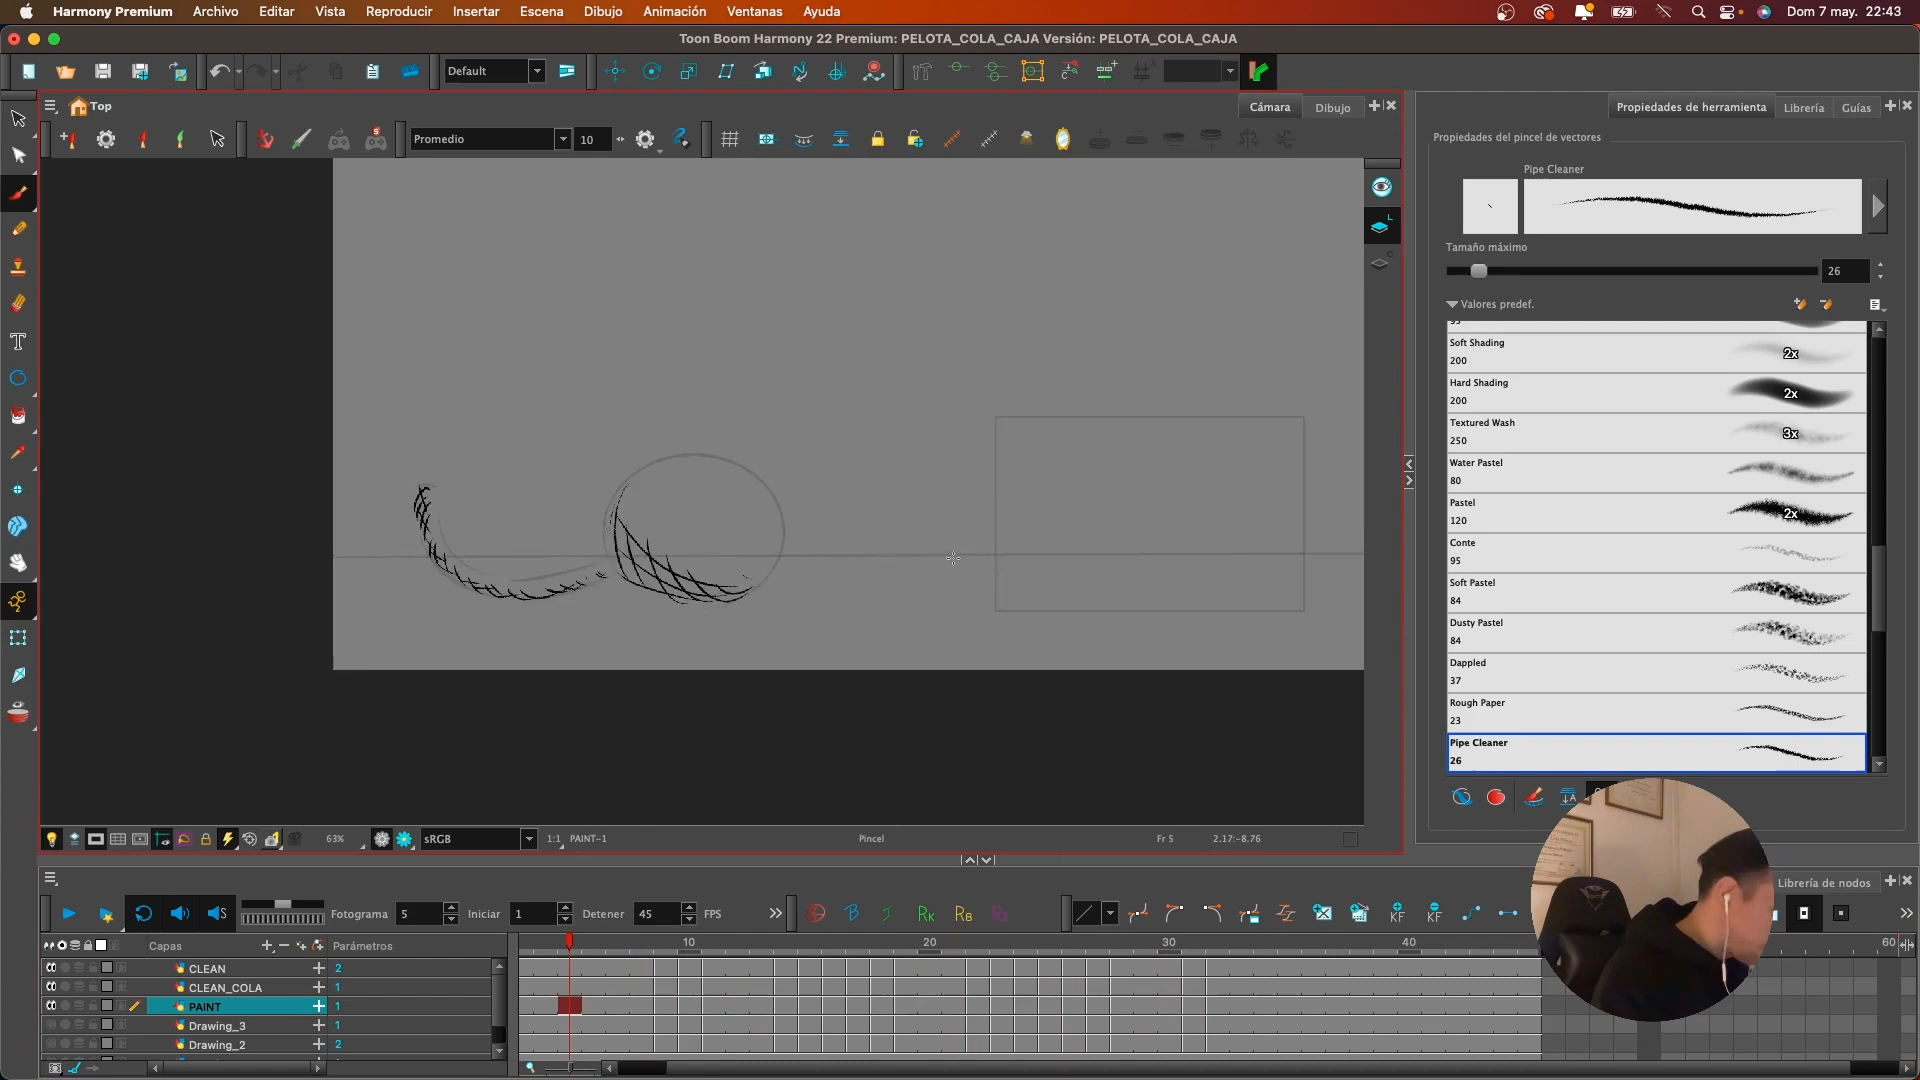 Harmony Premium Archivo Editar Vista Reproducir Insertar Escena Dibujo Animación Ventanas Ayuda Dom 7 may. 22:43
Toon Boom Harmony 22 Premium: PELOTA_COLA_CAJA Versión: PELOTA_COLA_CAJA
Default
Top
Cámara Dibujo
Propiedades de herramienta Librería Guías
Promedio 10
Propiedades del pincel de vectores
Pipe Cleaner
Tamaño máximo
26
Valores predef.
Soft Shading
200
2x
Hard Shading
200
2x
Textured Wash
250
3x
Water Pastel
80
Pastel
120
2x
Conte
95
Soft Pastel
84
Dusty Pastel
84
Dappled
37
Rough Paper
23
Pipe Cleaner
26
63% sRGB 1:1 PAINT-1 Pincel Fr 5 2.17:-8.76
Librería de nodos
Fotograma 5 Iniciar 1 Detener 45 FPS
Capas Parámetros
10 20 30 40 60
CLEAN 2
CLEAN_COLA 1
PAINT 1
Drawing_3 1
Drawing_2 2